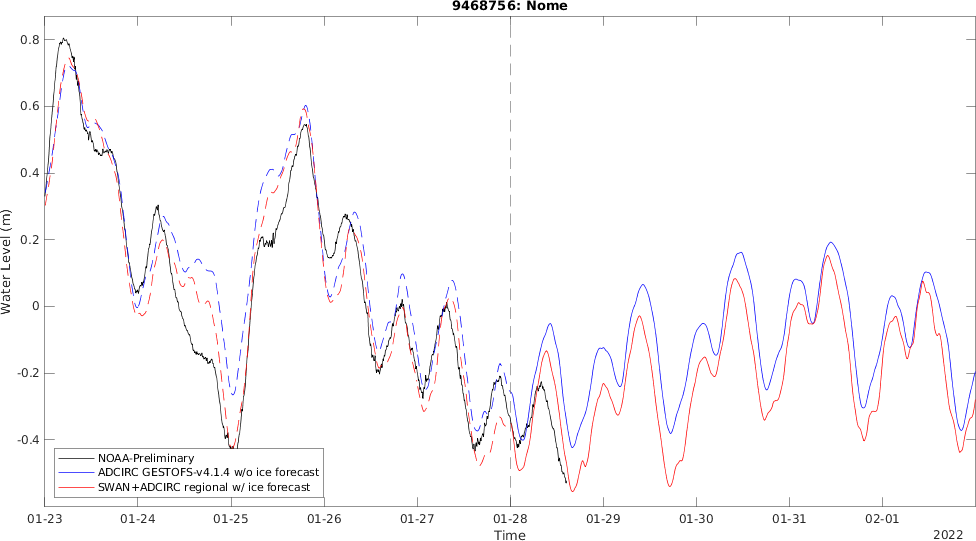 9468756: Nome
Water Level (m)
0.8
0.6
0.4
0.2
0
-0.2
-0.4
NOAA-Preliminary
ADCIRC GESTOFS-v4.1.4 w/o ice forecast
SWAN+ADCIRC regional w/ ice forecast
01-23 01-24 01-25 01-26 01-27 01-28 01-29 01-30 01-31 02-01
Time
2022